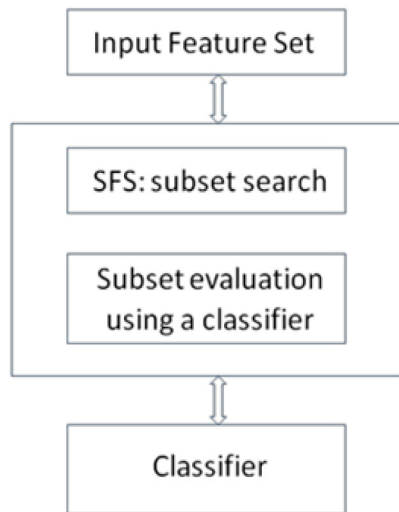 Input Feature Set
SFS: subset search
Subset evaluation
using a classifier
Classifier